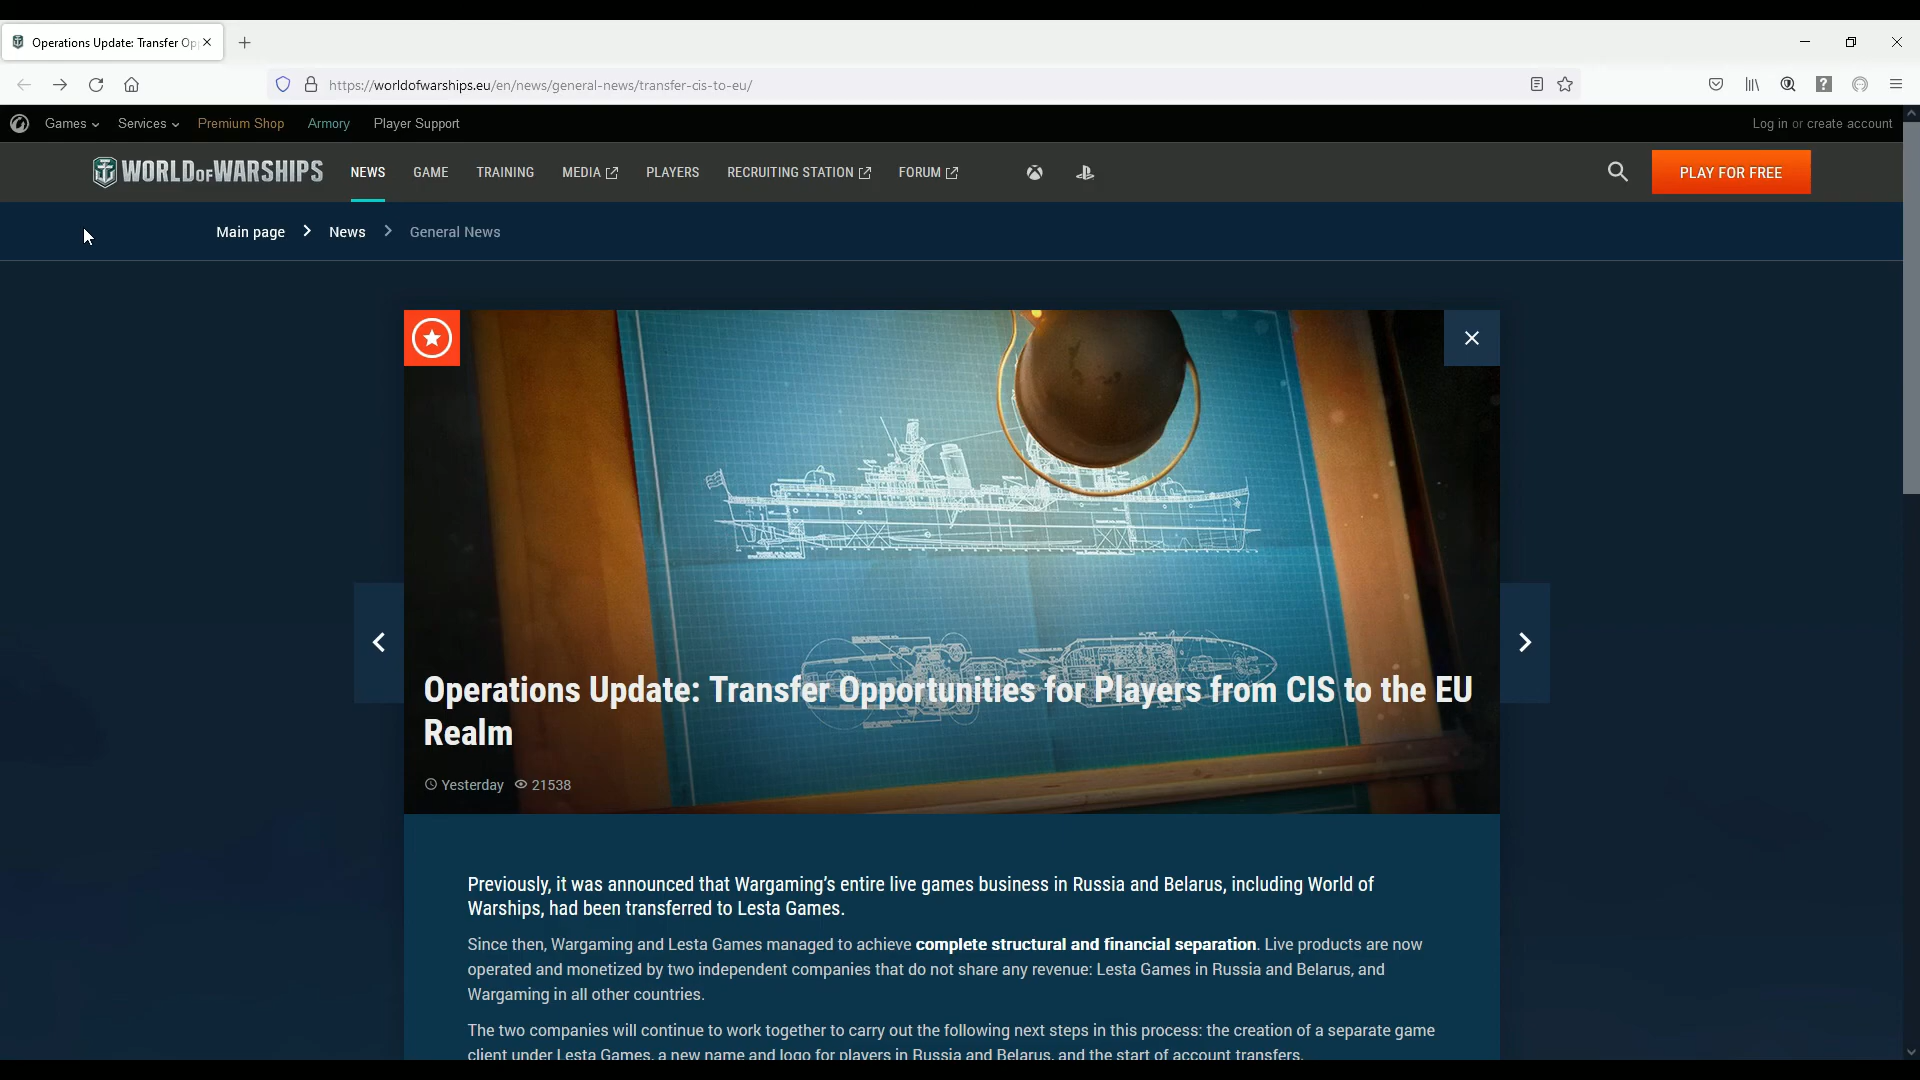 Operations Update: Transfer Op
https://worldofwarships.eu/en/news/general-news/transfer-cis-to-eu/
Games Services Premium Shop Armory Player Support Log in or create account
WORLD OF WARSHIPS NEWS GAME TRAINING MEDIA PLAYERS RECRUITING STATION FORUM PLAY FOR FREE
Main page > News > General News
Operations Update: Transfer Opportunities for Players from CIS to the EU
Realm
Yesterday 21538
Previously, it was announced that Wargaming's entire live games business in Russia and Belarus, including World of
Warships, had been transferred to Lesta Games.
Since then, Wargaming and Lesta Games managed to achieve complete structural and financial separation. Live products are now
operated and monetized by two independent companies that do not share any revenue: Lesta Games in Russia and Belarus, and
Wargaming in all other countries.
The two companies will continue to work together to carry out the following next steps in this process: the creation of a separate game
client under Lesta Games, a new name and logo for players in Russia and Belarus, and the start of account transfers.